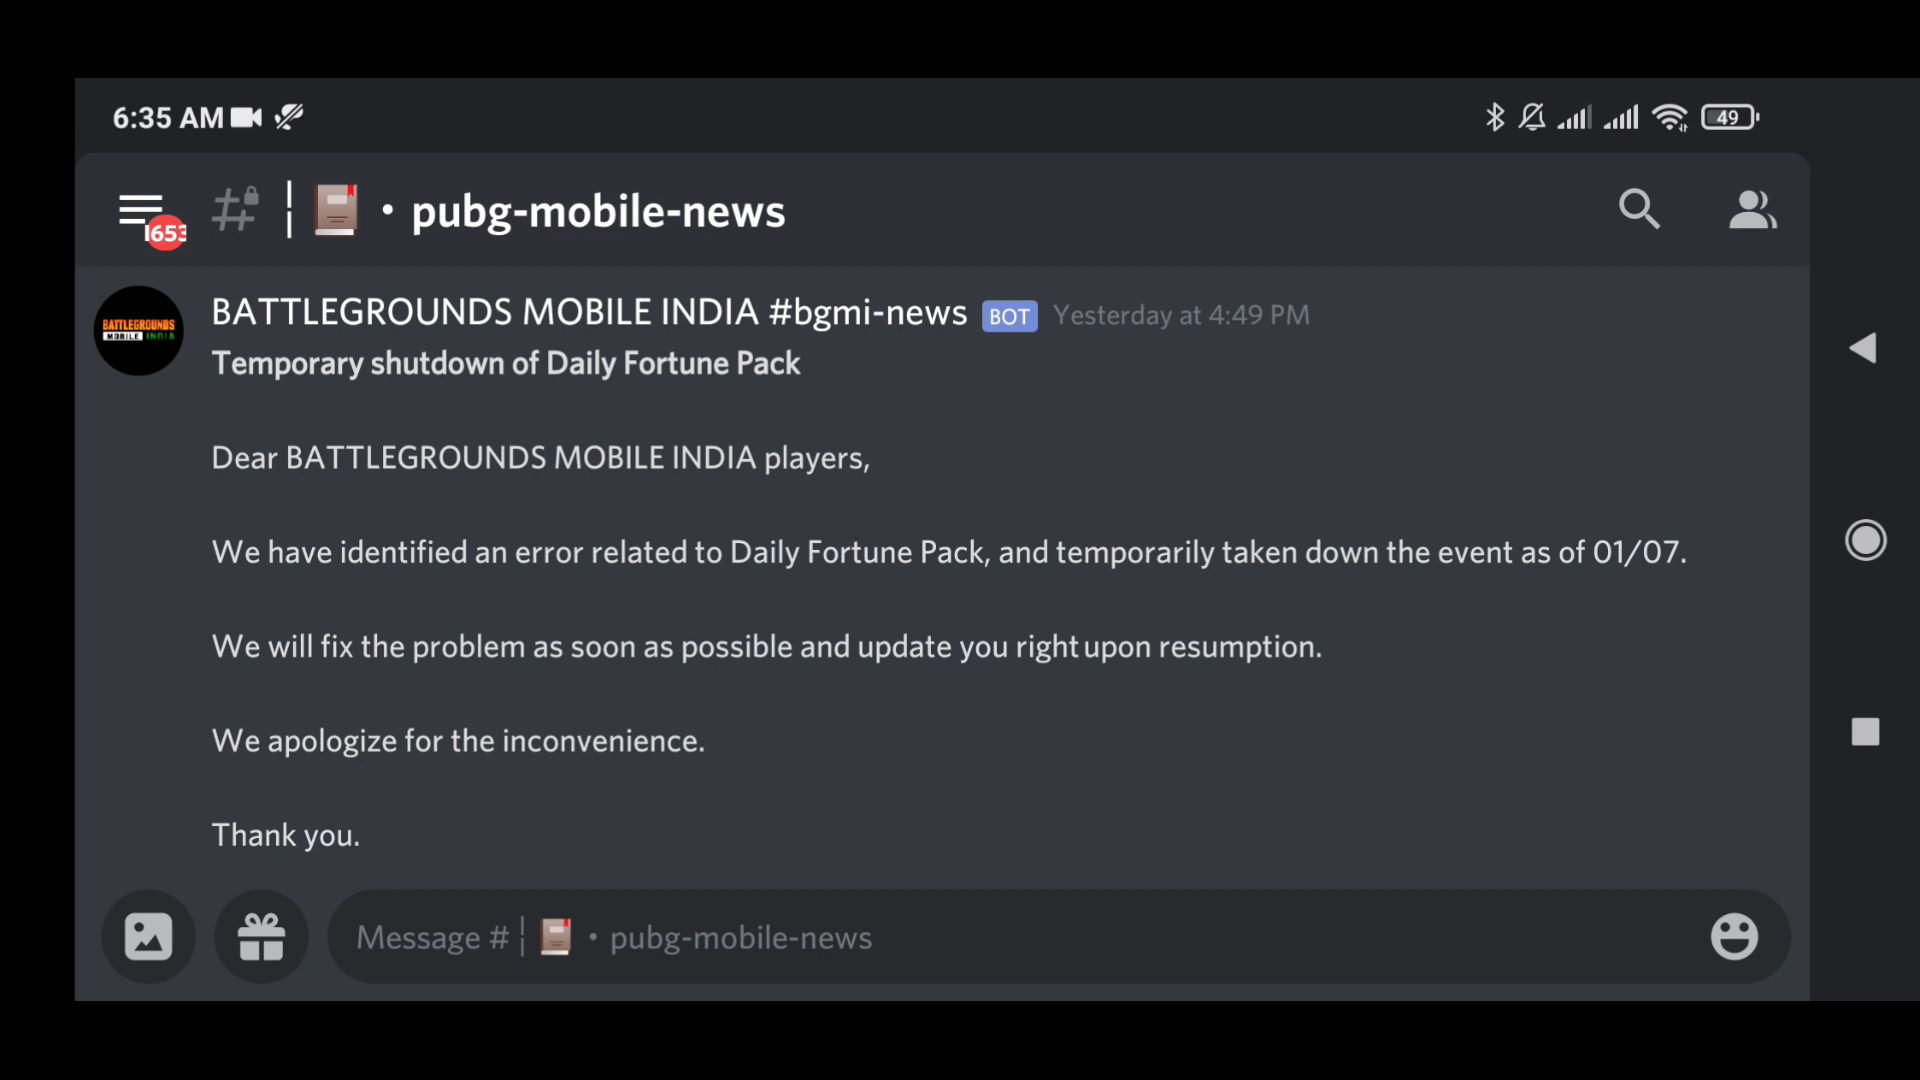 6:35 AM
49
# ¦ • pubg-mobile-news
1653
BATTLEGROUNDS MOBILE INDIA #bgmi-news BOT Yesterday at 4:49 PM
BATTLEGROUNDS
MOBILE INDIA
Temporary shutdown of Daily Fortune Pack
Dear BATTLEGROUNDS MOBILE INDIA players,
We have identified an error related to Daily Fortune Pack, and temporarily taken down the event as of 01/07.
We will fix the problem as soon as possible and update you right upon resumption.
We apologize for the inconvenience.
Thank you.
Message # ¦ • pubg-mobile-news